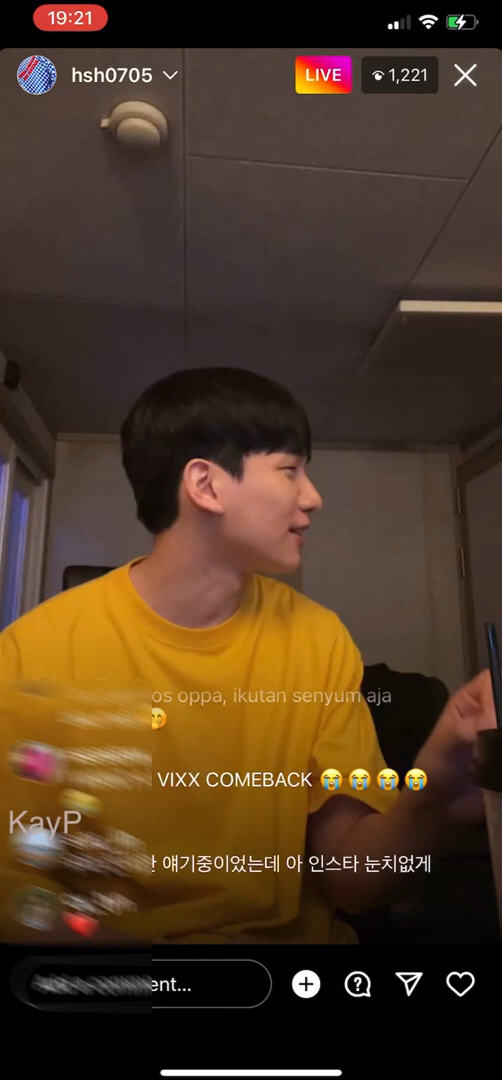 19:21
hsh0705
LIVE
1,221
os oppa, ikutan senyum aja
🤭
VIXX COMEBACK 😭😭😭😭
KayP
얘기중이었는데 아 인스타 눈치없게
ent...